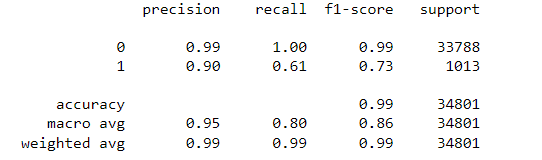 precision recall f1-score support
0 0.99 1.00 0.99 33788
1 0.90 0.61 0.73 1013
accuracy 0.99 34801
macro avg 0.95 0.80 0.86 34801
weighted avg 0.99 0.99 0.99 34801